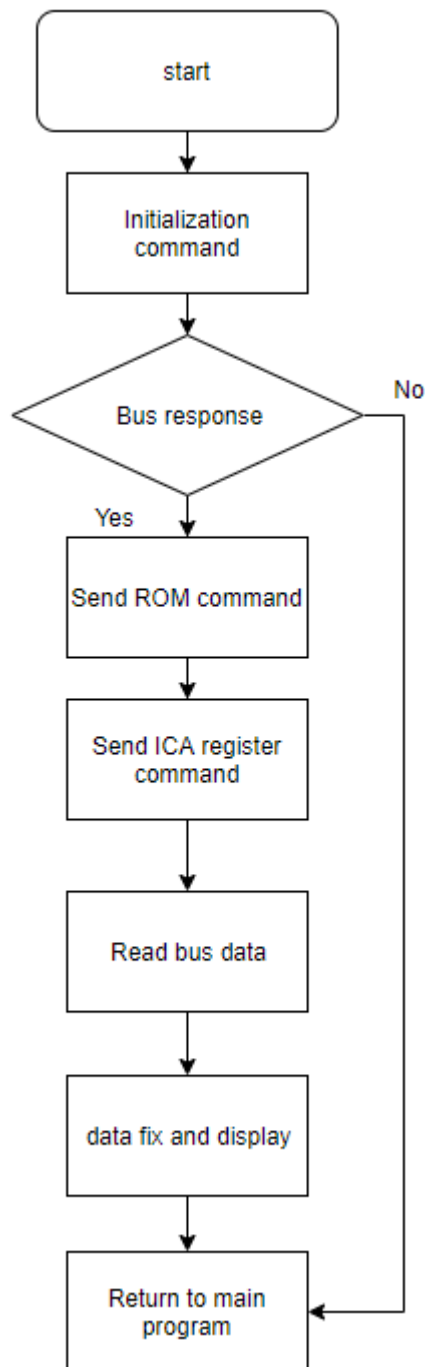 start
Initialization
command
Bus response
No
Yes
Send ROM command
Send ICA register
command
Read bus data
data fix and display
Return to main
program